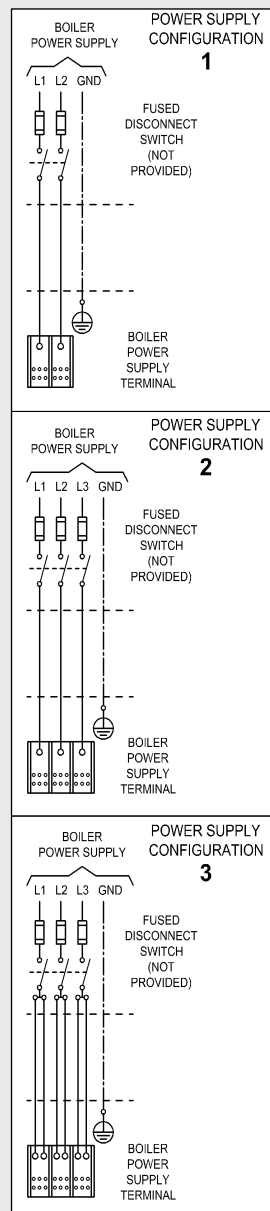 BOILER
POWER SUPPLY
POWER SUPPLY
CONFIGURATION
1
L1 L2 GND
FUSED
DISCONNECT
SWITCH
(NOT
PROVIDED)
BOILER
POWER
SUPPLY
TERMINAL
BOILER
POWER SUPPLY
POWER SUPPLY
CONFIGURATION
2
L1 L2 L3 GND
FUSED
DISCONNECT
SWITCH
(NOT
PROVIDED)
BOILER
POWER
SUPPLY
TERMINAL
BOILER
POWER SUPPLY
POWER SUPPLY
CONFIGURATION
3
L1 L2 L3 GND
FUSED
DISCONNECT
SWITCH
(NOT
PROVIDED)
BOILER
POWER
SUPPLY
TERMINAL